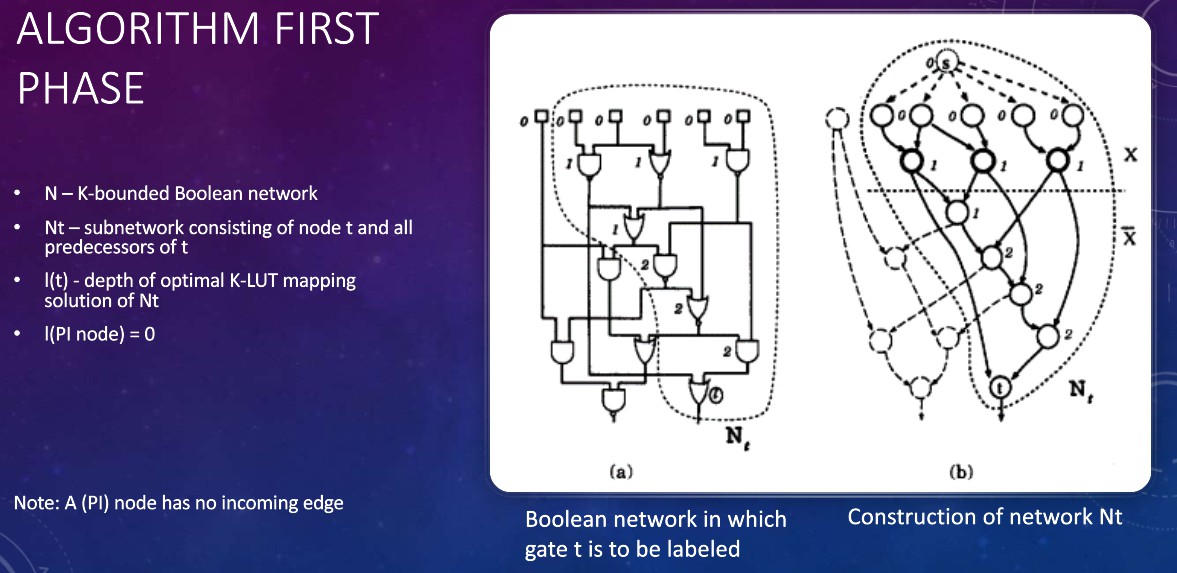 ALGORITHM FIRST
PHASE
• N – K-bounded Boolean network
• Nt – subnetwork consisting of node t and all
predecessors of t
• l(t) - depth of optimal K-LUT mapping
solution of Nt
• l(PI node) = 0
Note: A (PI) node has no incoming edge
0 0 0 0 0 0
1 1 1
1
2
2
2
t
N_t
(a)
0 s
0 0 0 0
1 1 1
X
1
X̄
2
2
2
t
N_t
(b)
Boolean network in which
gate t is to be labeled
Construction of network Nt